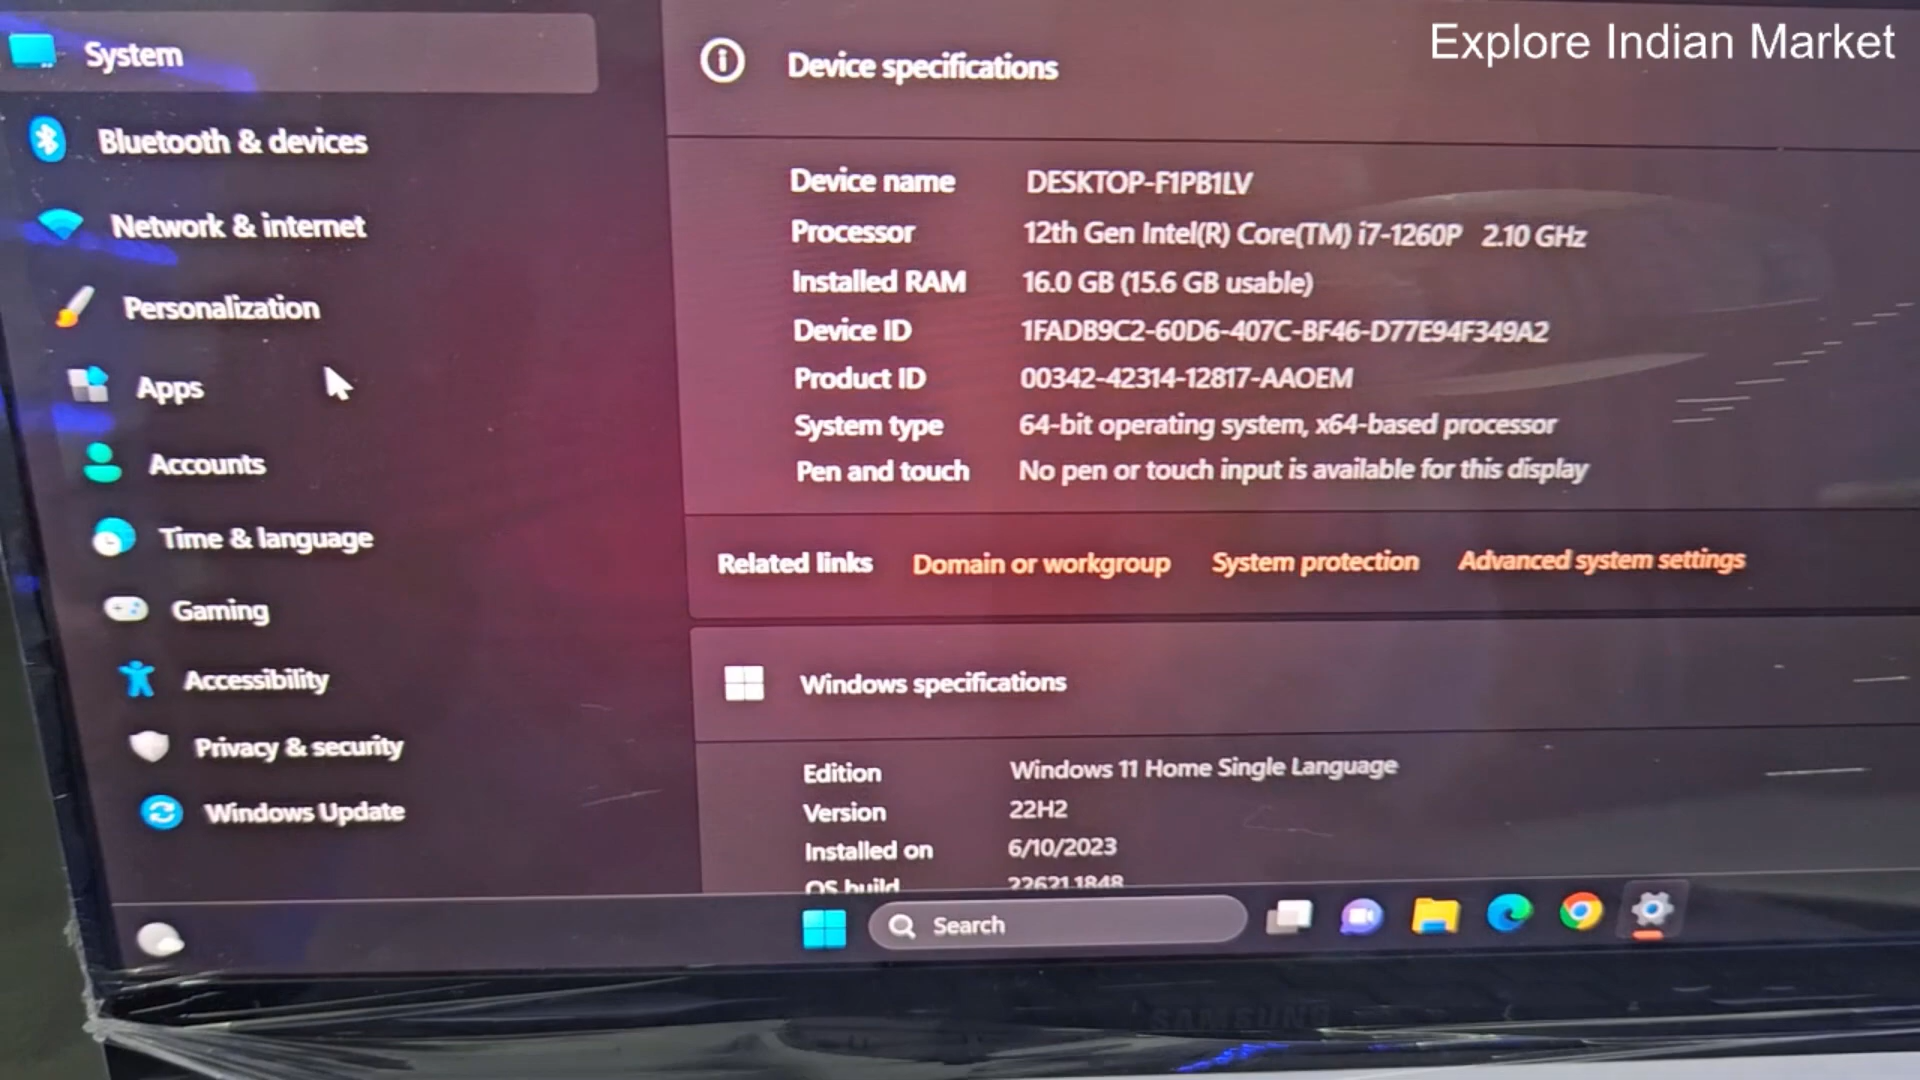 Explore Indian Market
System
Bluetooth & devices
Network & internet
Personalization
Apps
Accounts
Time & language
Gaming
Accessibility
Privacy & security
Windows Update
Device specifications
Device name DESKTOP-F1PB1LV
Processor 12th Gen Intel(R) Core(TM) i7-1260P 2.10 GHz
Installed RAM 16.0 GB (15.6 GB usable)
Device ID 1FADB9C2-60D6-407C-BF46-D77E94F349A2
Product ID 00342-42314-12817-AAOEM
System type 64-bit operating system, x64-based processor
Pen and touch No pen or touch input is available for this display
Related links Domain or workgroup System protection Advanced system settings
Windows specifications
Edition Windows 11 Home Single Language
Version 22H2
Installed on 6/10/2023
OS build 22621.1848
Search
SAMSUNG